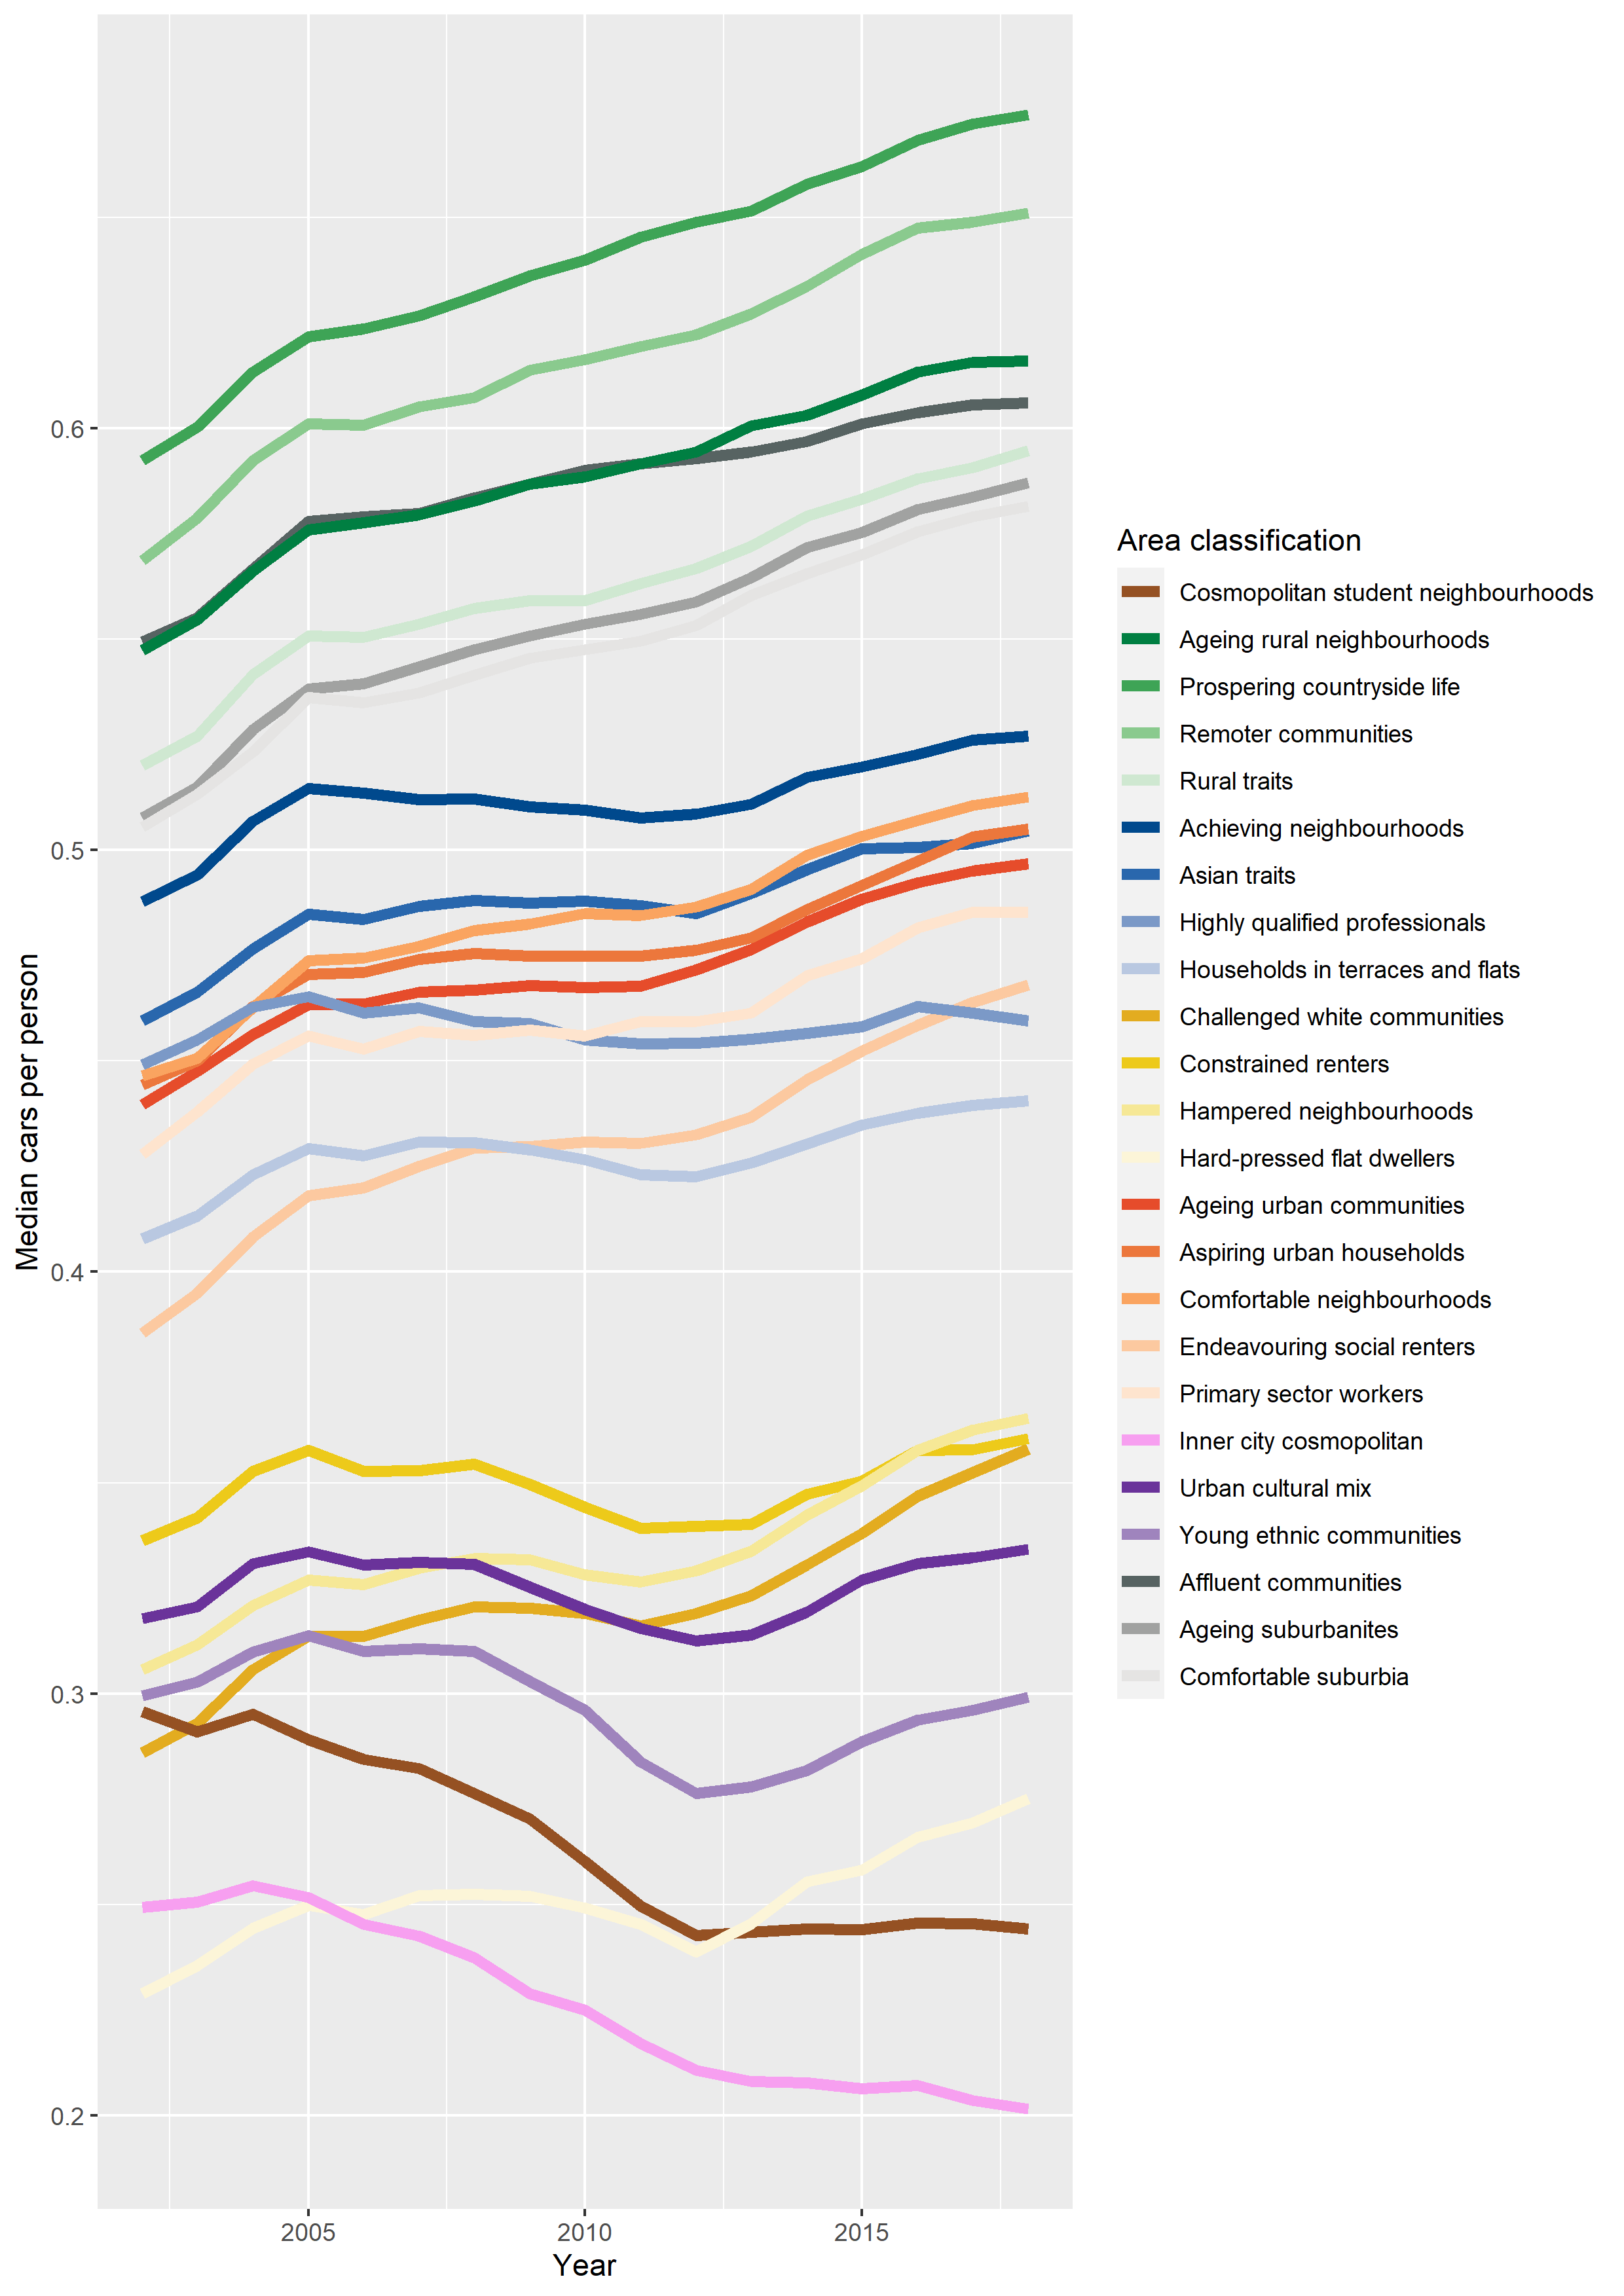 Median cars per person
0.6
0.5
0.4
0.3
0.2
2005
2010
2015
Year
Area classification
Cosmopolitan student neighbourhoods
Ageing rural neighbourhoods
Prospering countryside life
Remoter communities
Rural traits
Achieving neighbourhoods
Asian traits
Highly qualified professionals
Households in terraces and flats
Challenged white communities
Constrained renters
Hampered neighbourhoods
Hard-pressed flat dwellers
Ageing urban communities
Aspiring urban households
Comfortable neighbourhoods
Endeavouring social renters
Primary sector workers
Inner city cosmopolitan
Urban cultural mix
Young ethnic communities
Affluent communities
Ageing suburbanites
Comfortable suburbia